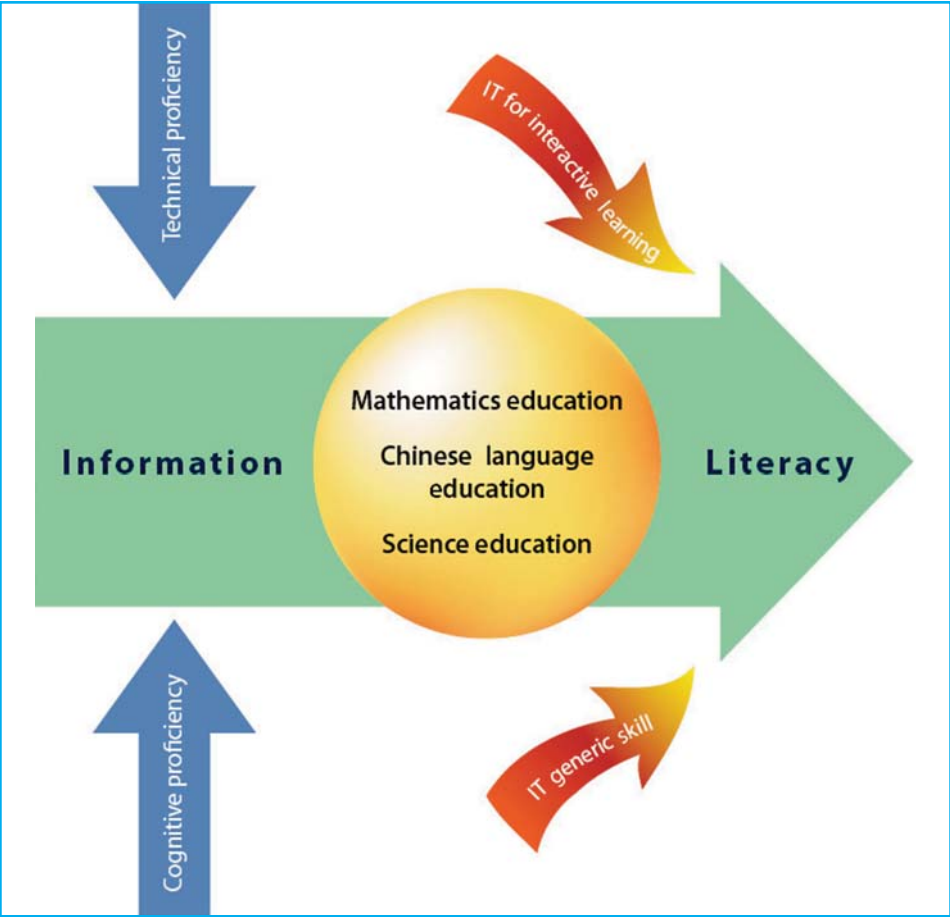 Technical proficiency
IT for interactive learning
Information
Mathematics education
Chinese language
education
Science education
Literacy
Cognitive proficiency
IT generic skill